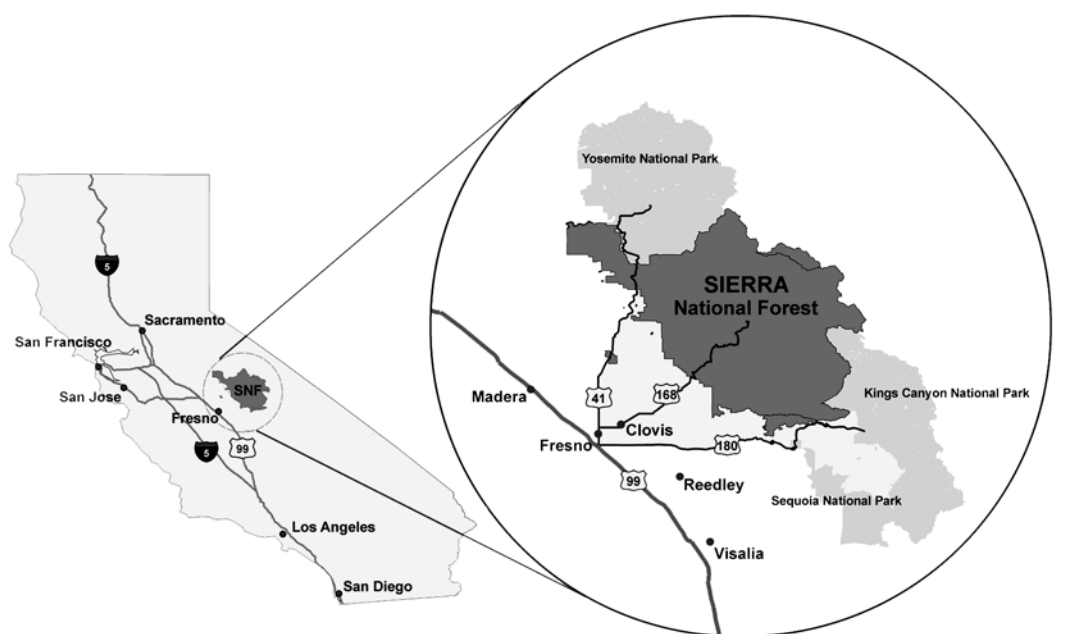 5
Sacramento
San Francisco
San Jose
SNF
Fresno
99
5
Los Angeles
San Diego
Yosemite National Park
SIERRA
National Forest
Kings Canyon National Park
Madera
41
168
Clovis
Fresno
180
99
Reedley
Sequoia National Park
Visalia